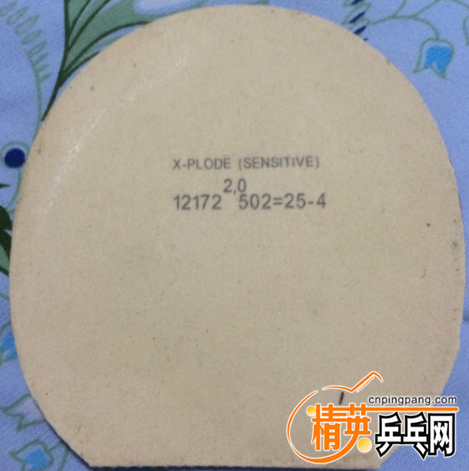 X-PLODE (SENSITIVE)
2,0
12172 502=25-4
cnpingpang.com
精英乒乓网